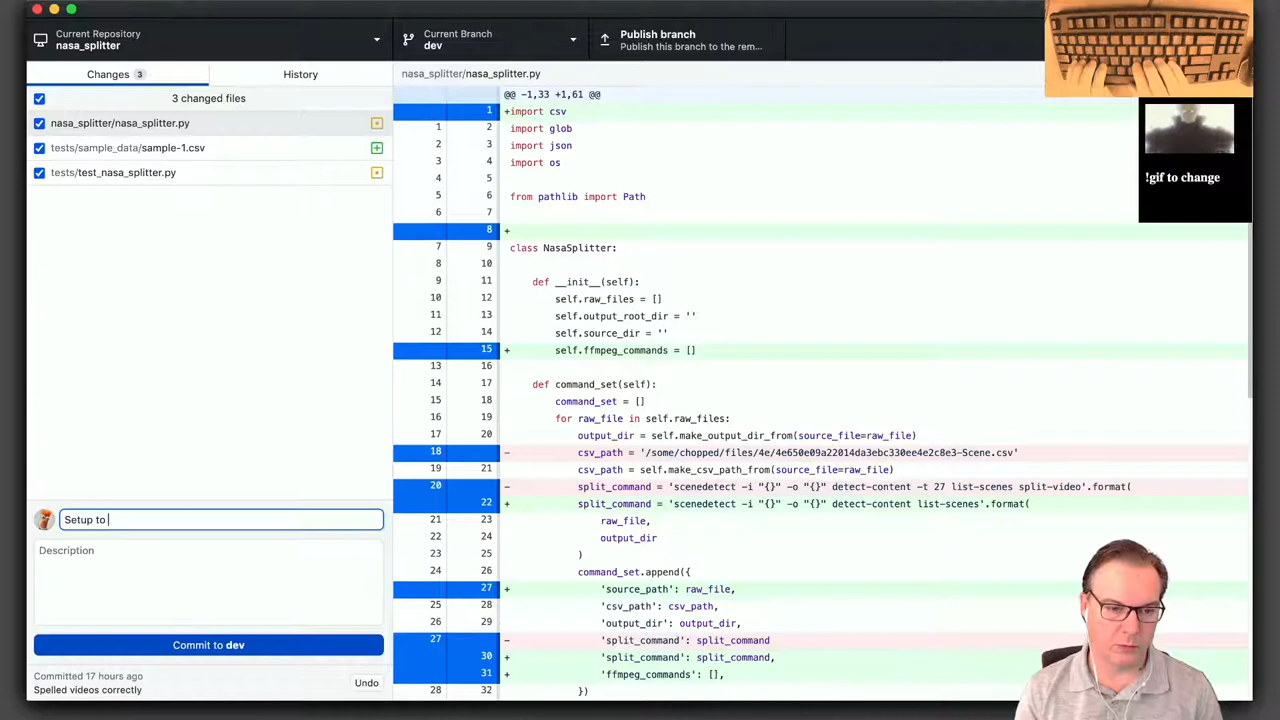 Current Repository
nasa_splitter
Current Branch
dev
Publish branch
Publish this branch to the rem...
Changes 3
History
nasa_splitter/nasa_splitter.py
3 changed files
nasa_splitter/nasa_splitter.py
tests/sample_data/sample-1.csv
tests/test_nasa_splitter.py
Setup to
Description
Commit to dev
Committed 17 hours ago
Spelled videos correctly
Undo
@@ -1,33 +1,61 @@
1 +import csv
1 2 import glob
2 3 import json
3 4 import os
4 5
5 6 from pathlib import Path
6 7
8 +
7 9 class NasaSplitter:
8 10
9 11 def __init__(self):
10 12 self.raw_files = []
11 13 self.output_root_dir = ''
12 14 self.source_dir = ''
15 + self.ffmpeg_commands = []
13 16
14 17 def command_set(self):
15 18 command_set = []
16 19 for raw_file in self.raw_files:
17 20 output_dir = self.make_output_dir_from(source_file=raw_file)
18 - csv_path = '/some/chopped/files/4e/4e650e09a22014da3ebc330ee4e2c8e3-Scene.csv'
19 21 csv_path = self.make_csv_path_from(source_file=raw_file)
20 - split_command = 'scenedetect -i "{}" -o "{}" detect-content -t 27 list-scenes split-video'.format(
22 + split_command = 'scenedetect -i "{}" -o "{}" detect-content list-scenes'.format(
21 23 raw_file,
22 24 output_dir
23 25 )
24 26 command_set.append({
27 + 'source_path': raw_file,
25 28 'csv_path': csv_path,
26 29 'output_dir': output_dir,
27 - 'split_command': split_command
30 + 'split_command': split_command,
31 + 'ffmpeg_commands': [],
28 32 })
!gif to change